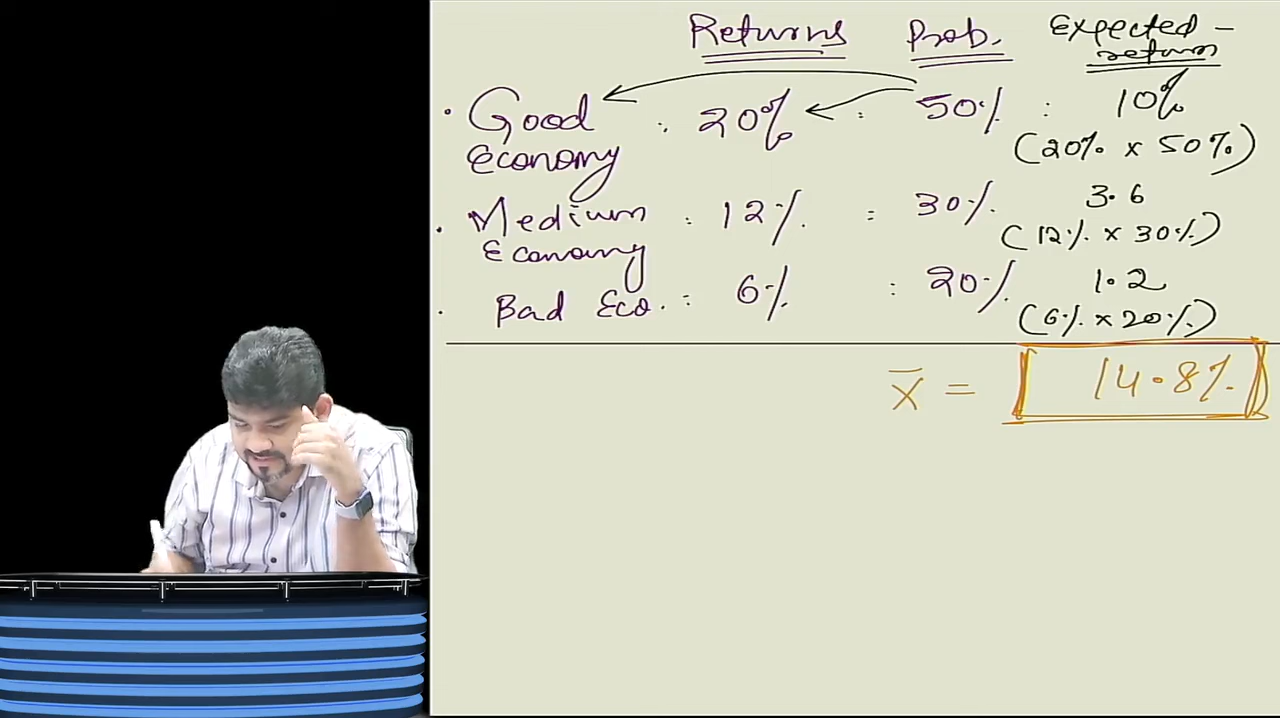 Returns Prob. Expected - return
· Good Economy : 20% : 50% : 10%
(20% x 50%)
· Medium Economy : 12% : 30% 3.6
(12% x 30%)
· Bad Eco. : 6% : 20% 1.2
(6% x 20%)
x̄ = 14.8%